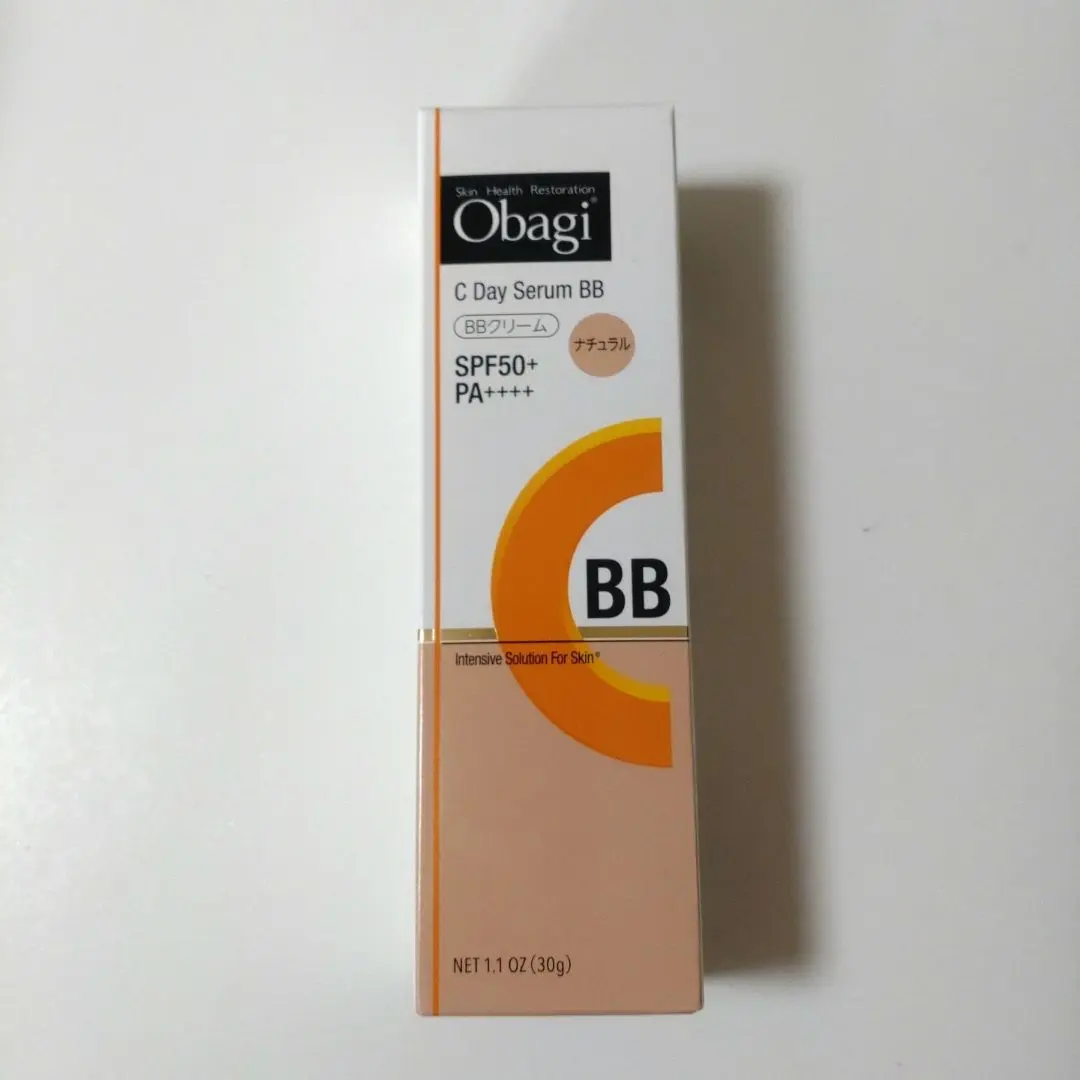 Skin Health Restoration
Obagi®
C Day Serum BB
BBクリーム
ナチュラル
SPF50+
PA++++
BB
Intensive Solution For Skin®
NET 1.1 OZ (30g)